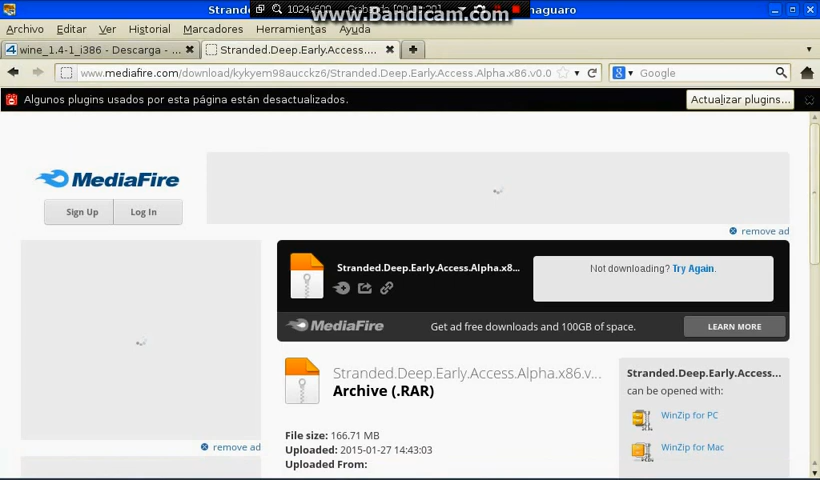 Strand
1024x600
www.Bandicam.com
naguaro
Archivo Editar Ver Historial Marcadores Herramientas Ayuda
wine_1.4-1_i386 - Descarga - ...
Stranded.Deep.Early.Access....
www.mediafire.com/download/kykyem98aucckz6/Stranded.Deep.Early.Access.Alpha.x86.v0.0
Google
Algunos plugins usados por esta página están desactualizados.
Actualizar plugins...
MediaFire
Sign Up
Log In
remove ad
Stranded.Deep.Early.Access.Alpha.x8...
Not downloading? Try Again.
MediaFire
Get ad free downloads and 100GB of space.
LEARN MORE
Stranded.Deep.Early.Access.Alpha.x86.v...
Archive (.RAR)
Stranded.Deep.Early.Access...
can be opened with:
WinZip for PC
File size: 166.71 MB
Uploaded: 2015-01-27 14:43:03
Uploaded From:
WinZip for Mac
remove ad